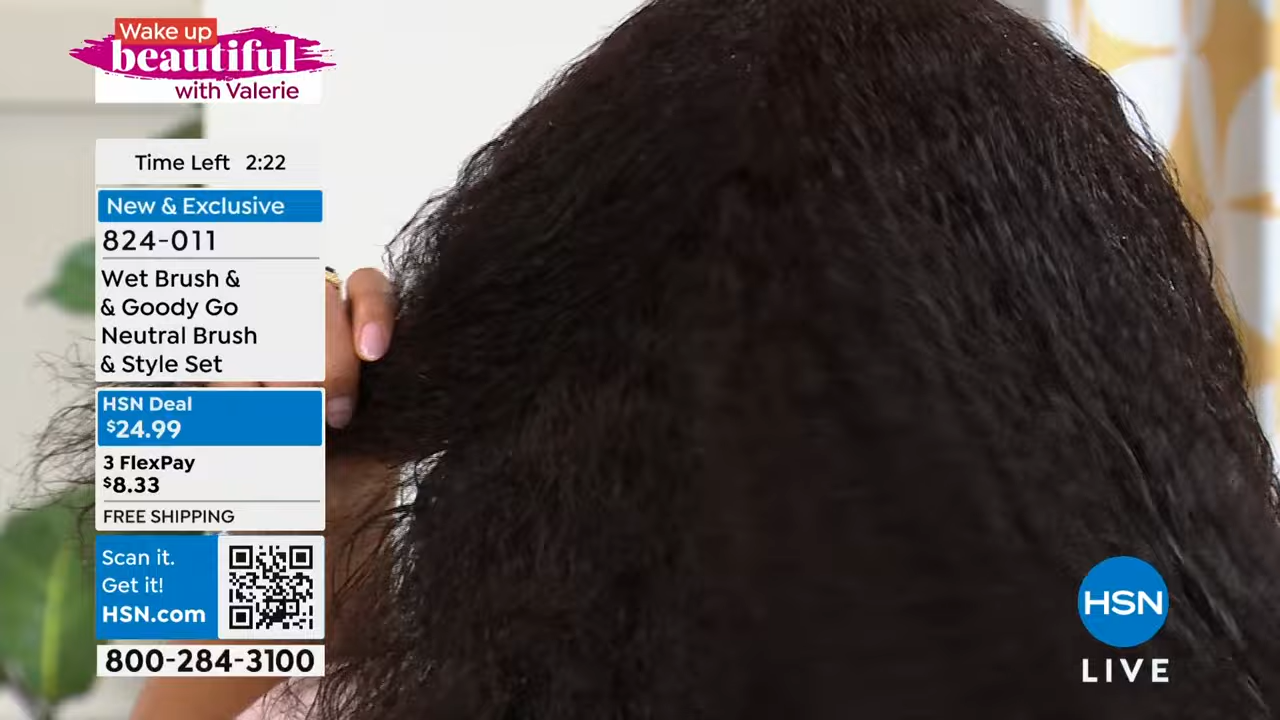 Wake up
beautiful
with Valerie
Time Left 2:22
New & Exclusive
824-011
Wet Brush &
& Goody Go
Neutral Brush
& Style Set
HSN Deal
$24.99
3 FlexPay
$8.33
FREE SHIPPING
Scan it.
Get it!
HSN.com
800-284-3100
HSN
LIVE